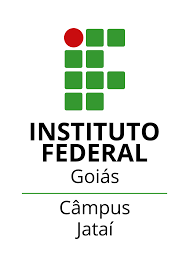 INSTITUTO
FEDERAL
Goiás
Câmpus
Jataí